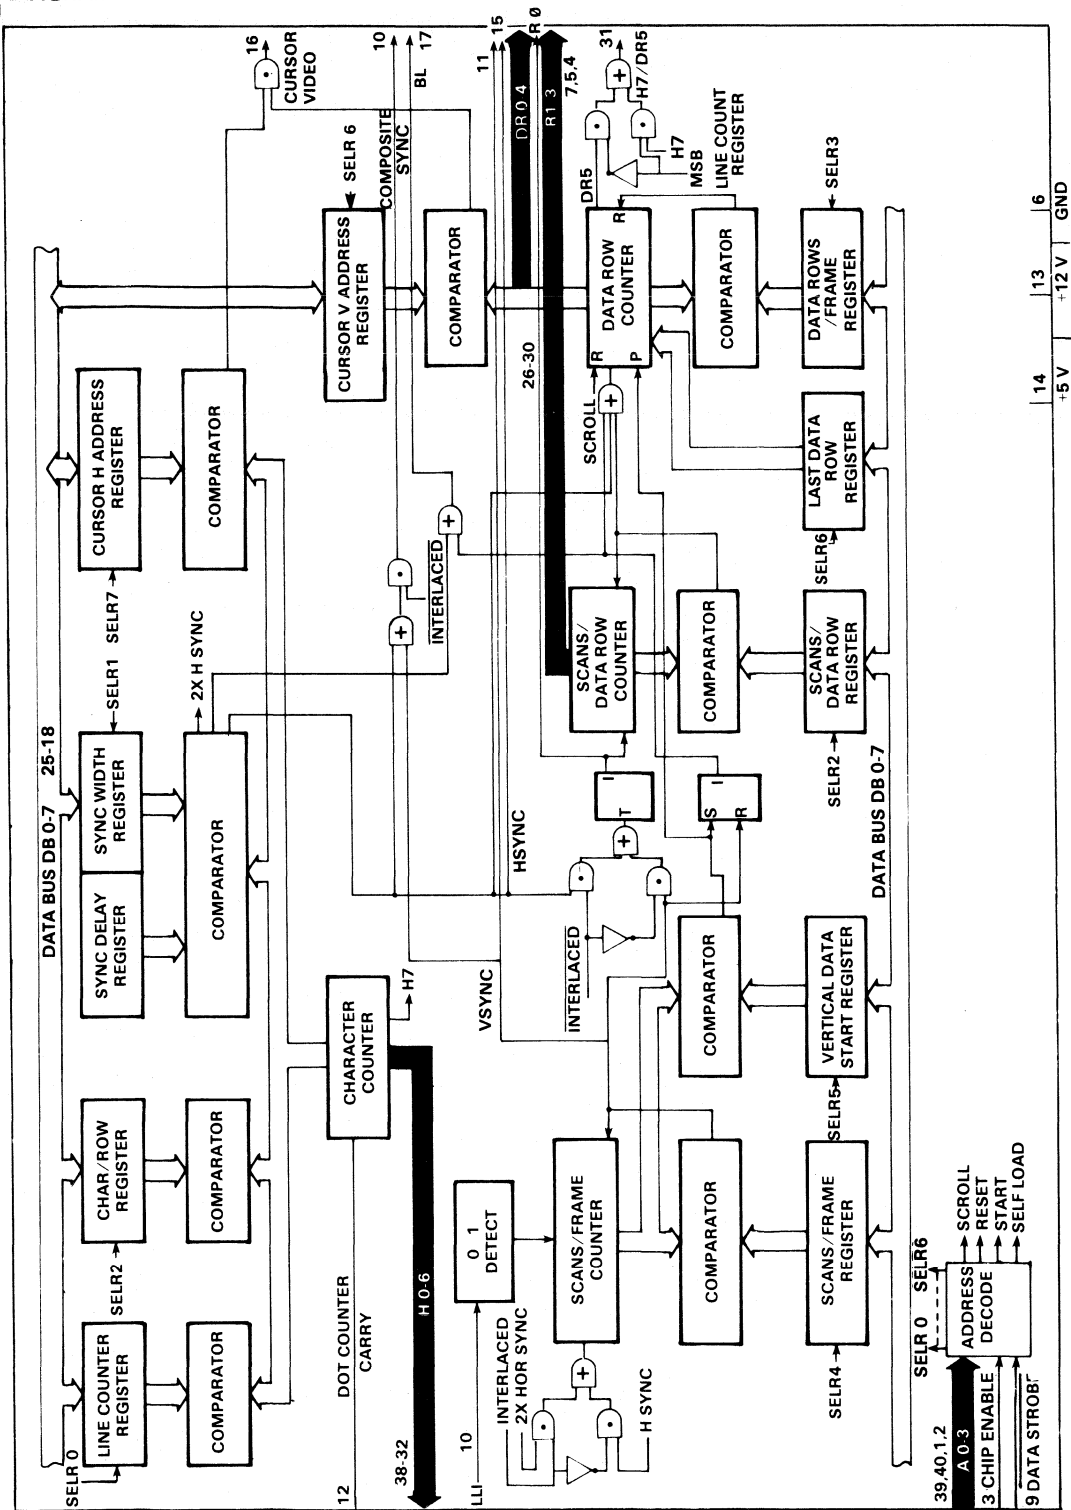 16
CURSOR
VIDEO
10
17
BL
11
15
R0
DR 0 4
R1 3
7,5,4
31
H7/DR5
COMPOSITE
SYNC
SELR 6
DR5
H7
MSB
LINE COUNT
REGISTER
SELR3
CURSOR V ADDRESS
REGISTER
COMPARATOR
R
DATA ROW
COUNTER
R
P
COMPARATOR
DATA ROWS
/FRAME
REGISTER
6
GND
13
+12 V
14
+5 V
CURSOR H ADDRESS
REGISTER
COMPARATOR
26-30
SCROLL
LAST DATA
ROW
REGISTER
SELR6
SELR7
SELR1
2X H SYNC
INTERLACED
SCANS/
DATA ROW
COUNTER
COMPARATOR
SCANS/
DATA ROW
REGISTER
SELR2
DATA BUS DB 0-7
25-18
SYNC WIDTH
REGISTER
SYNC DELAY
REGISTER
COMPARATOR
HSYNC
T
I
S
I
R
DATA BUS DB 0-7
VSYNC
INTERLACED
COMPARATOR
VERTICAL DATA
START REGISTER
SELR5
CHARACTER
COUNTER
H7
CHAR/ROW
REGISTER
COMPARATOR
SELR2
0 1
DETECT
SCANS/FRAME
COUNTER
COMPARATOR
SCANS/FRAME
REGISTER
SELR4
LINE COUNTER
REGISTER
COMPARATOR
SELR 0
DOT COUNTER
CARRY
12
H 0-6
38-32
LLI
10
INTERLACED
2X HOR SYNC
H SYNC
SELR 0
SELR6
ADDRESS
DECODE
SCROLL
RESET
START
SELF LOAD
39,40,1,2
A 0-3
3 CHIP ENABLE
9 DATA STROBE